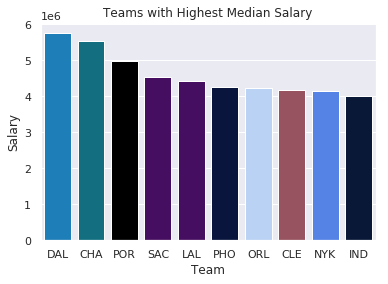 Teams with Highest Median Salary
1e6
6
5
4
3
2
1
0
Salary
DAL CHA POR SAC LAL PHO ORL CLE NYK IND
Team